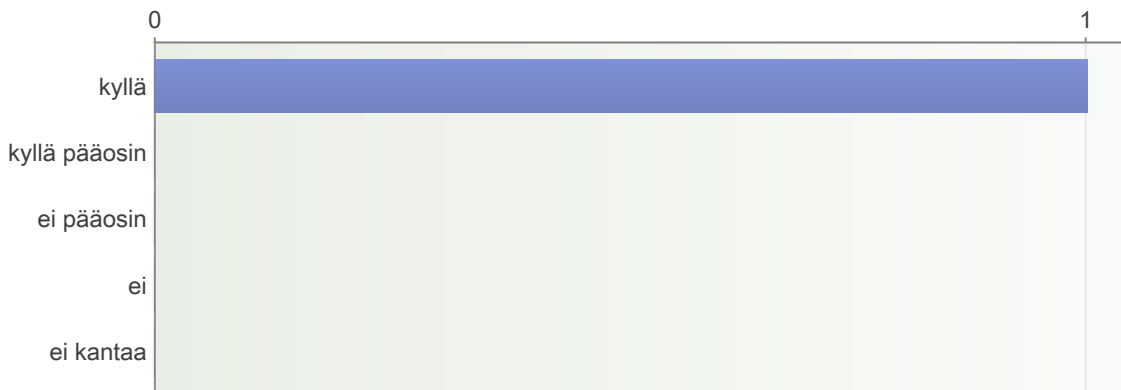 0 1
kyllä
kyllä pääosin
ei pääosin
ei
ei kantaa